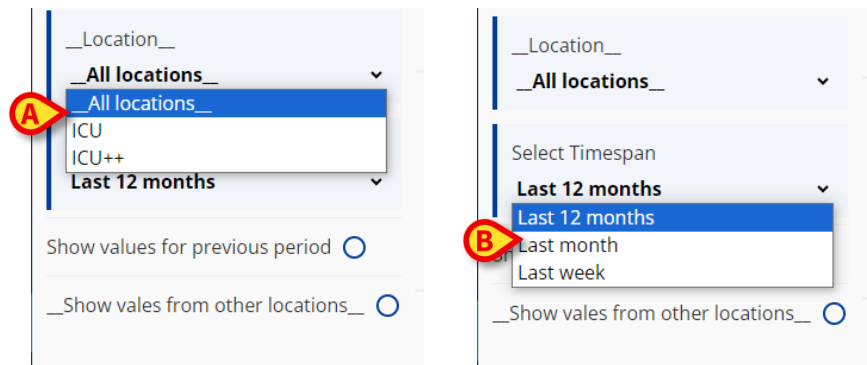 __Location__
__All locations__
__All locations__
ICU
ICU++
Last 12 months
Show values for previous period
__Show vales from other locations__
A
__Location__
__All locations__
Select Timespan
Last 12 months
Last 12 months
Last month
Last week
B
__Show vales from other locations__